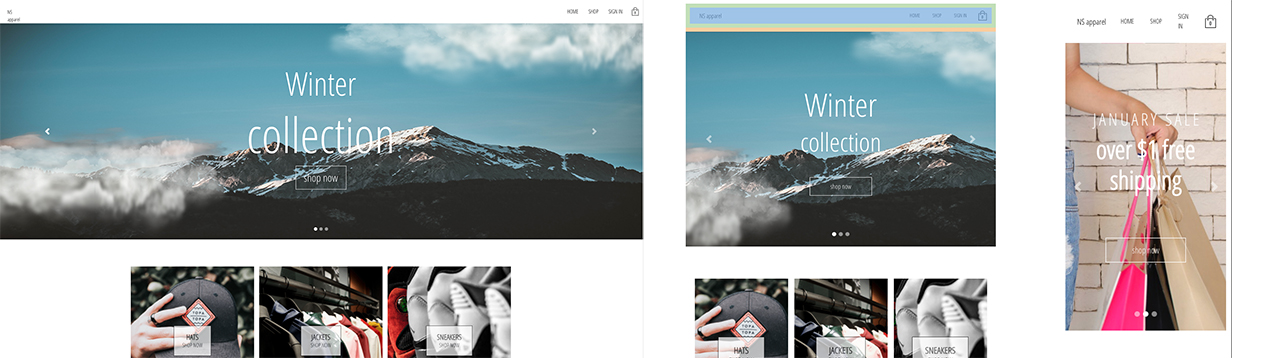 NS
apparel
HOME SHOP SIGN IN
0
Winter
collection
shop now
HATS
SHOP NOW
JACKETS
SHOP NOW
SNEAKERS
SHOP NOW
NS apparel
HOME SHOP SIGN IN
0
Winter
collection
shop now
HATS
JACKETS
SNEAKERS
NS apparel
HOME SHOP SIGN
IN
0
JANUARY SALE
over $1 free
shipping
shop now